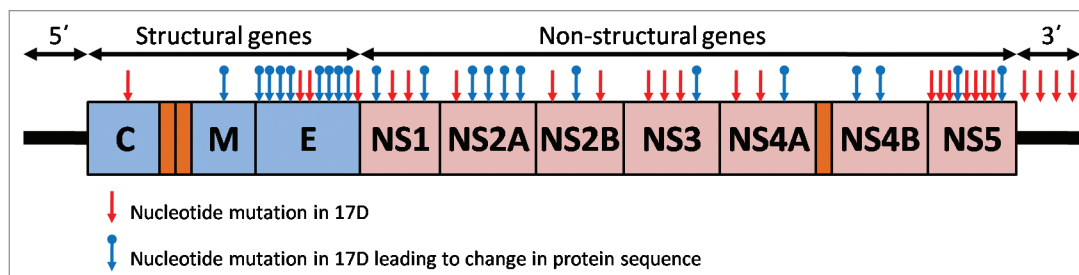 5′ Structural genes Non-structural genes 3′
C M E NS1 NS2A NS2B NS3 NS4A NS4B NS5
Nucleotide mutation in 17D
Nucleotide mutation in 17D leading to change in protein sequence